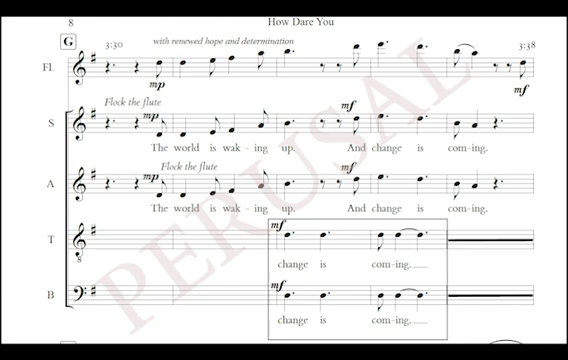 8 How Dare You
G 3:30 with renewed hope and determination 3:38
Fl.
mp mf
Flock the flute
S mp mf
The world is wak - ing up. And change is com-ing.
Flock the flute
A mp mf
The world is wak - ing up. And change is com-ing.
T mf
8
change is com-ing.
B mf
change is com-ing.
PERUSAL